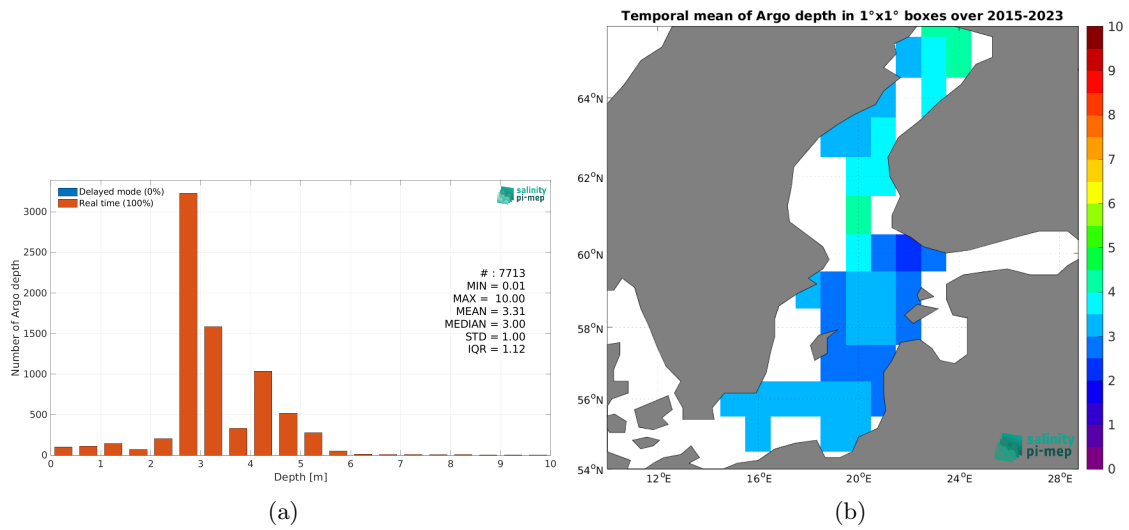 Delayed mode (0%)
Real time (100%)
salinity
pi-mep
3000
2500
2000
1500
1000
500
0
Number of Argo depth
# : 7713
MIN = 0.01
MAX = 10.00
MEAN = 3.31
MEDIAN = 3.00
STD = 1.00
IQR = 1.12
0 1 2 3 4 5 6 7 8 9 10
Depth [m]
(a)
Temporal mean of Argo depth in 1°x1° boxes over 2015-2023
64°N
62°N
60°N
58°N
56°N
54°N
12°E 16°E 20°E 24°E 28°E
10
9
8
7
6
5
4
3
2
1
0
salinity
pi-mep
(b)